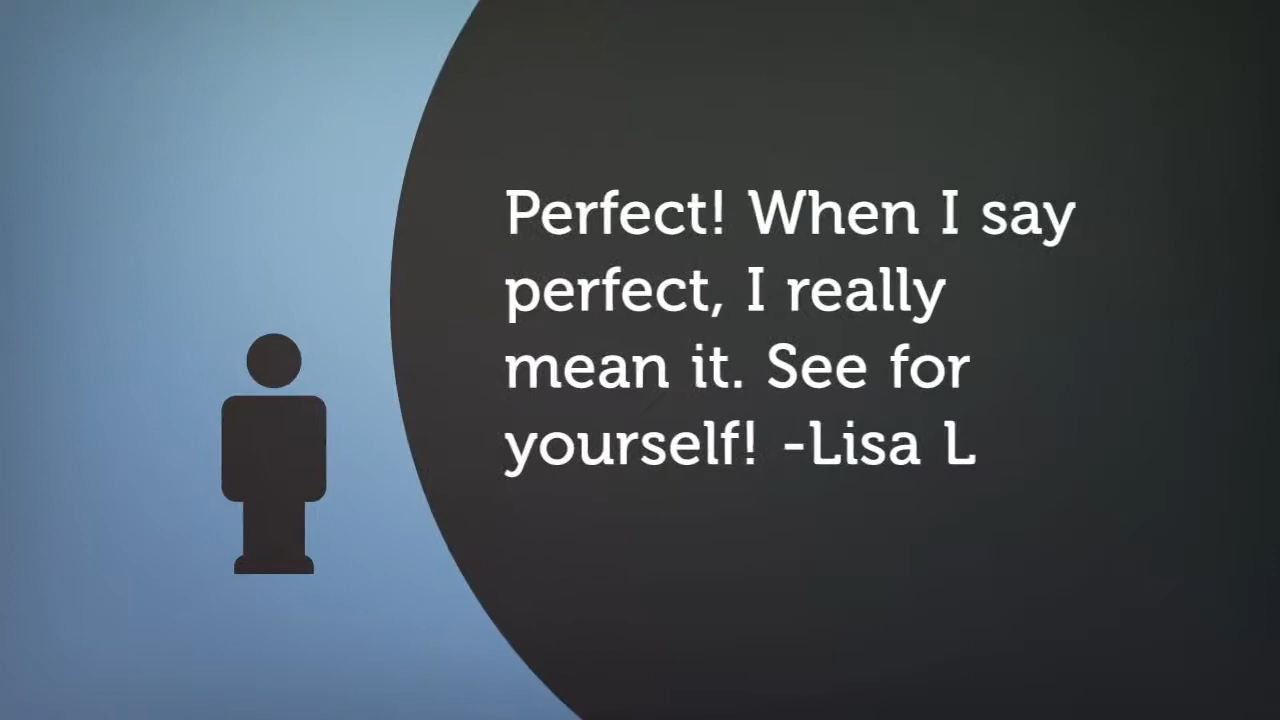 Perfect! When I say
perfect, I really
mean it. See for
yourself! -Lisa L